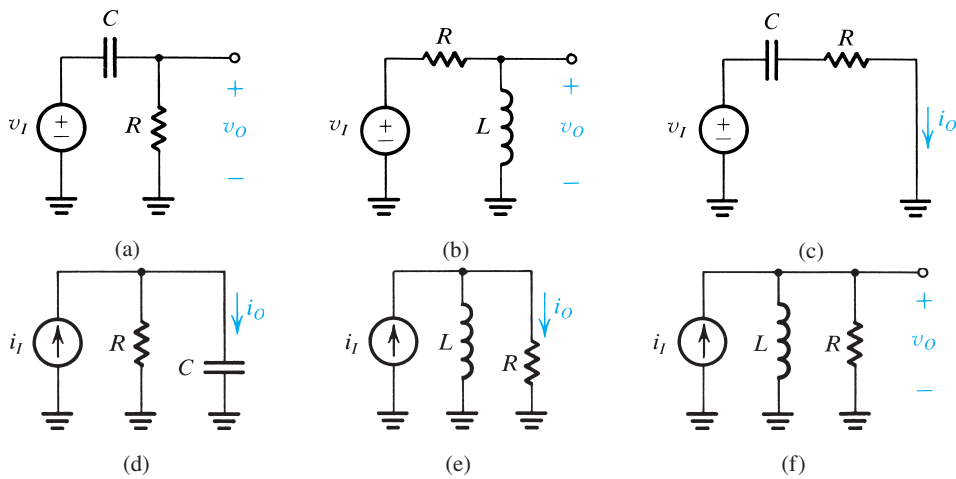 C
v_I
+
−
R
+
v_O
−
(a)
R
v_I
+
−
L
+
v_O
−
(b)
C
R
v_I
+
−
i_O
(c)
i_I
R
C
i_O
(d)
i_I
L
R
i_O
(e)
i_I
L
R
+
v_O
−
(f)